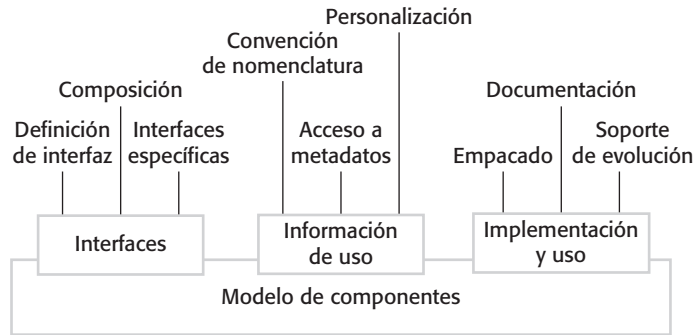 Personalización
Convención
de nomenclatura
Composición
Documentación
Definición
de interfaz
Interfaces
específicas
Acceso a
metadatos
Empacado
Soporte
de evolución
Interfaces
Información
de uso
Implementación
y uso
Modelo de componentes